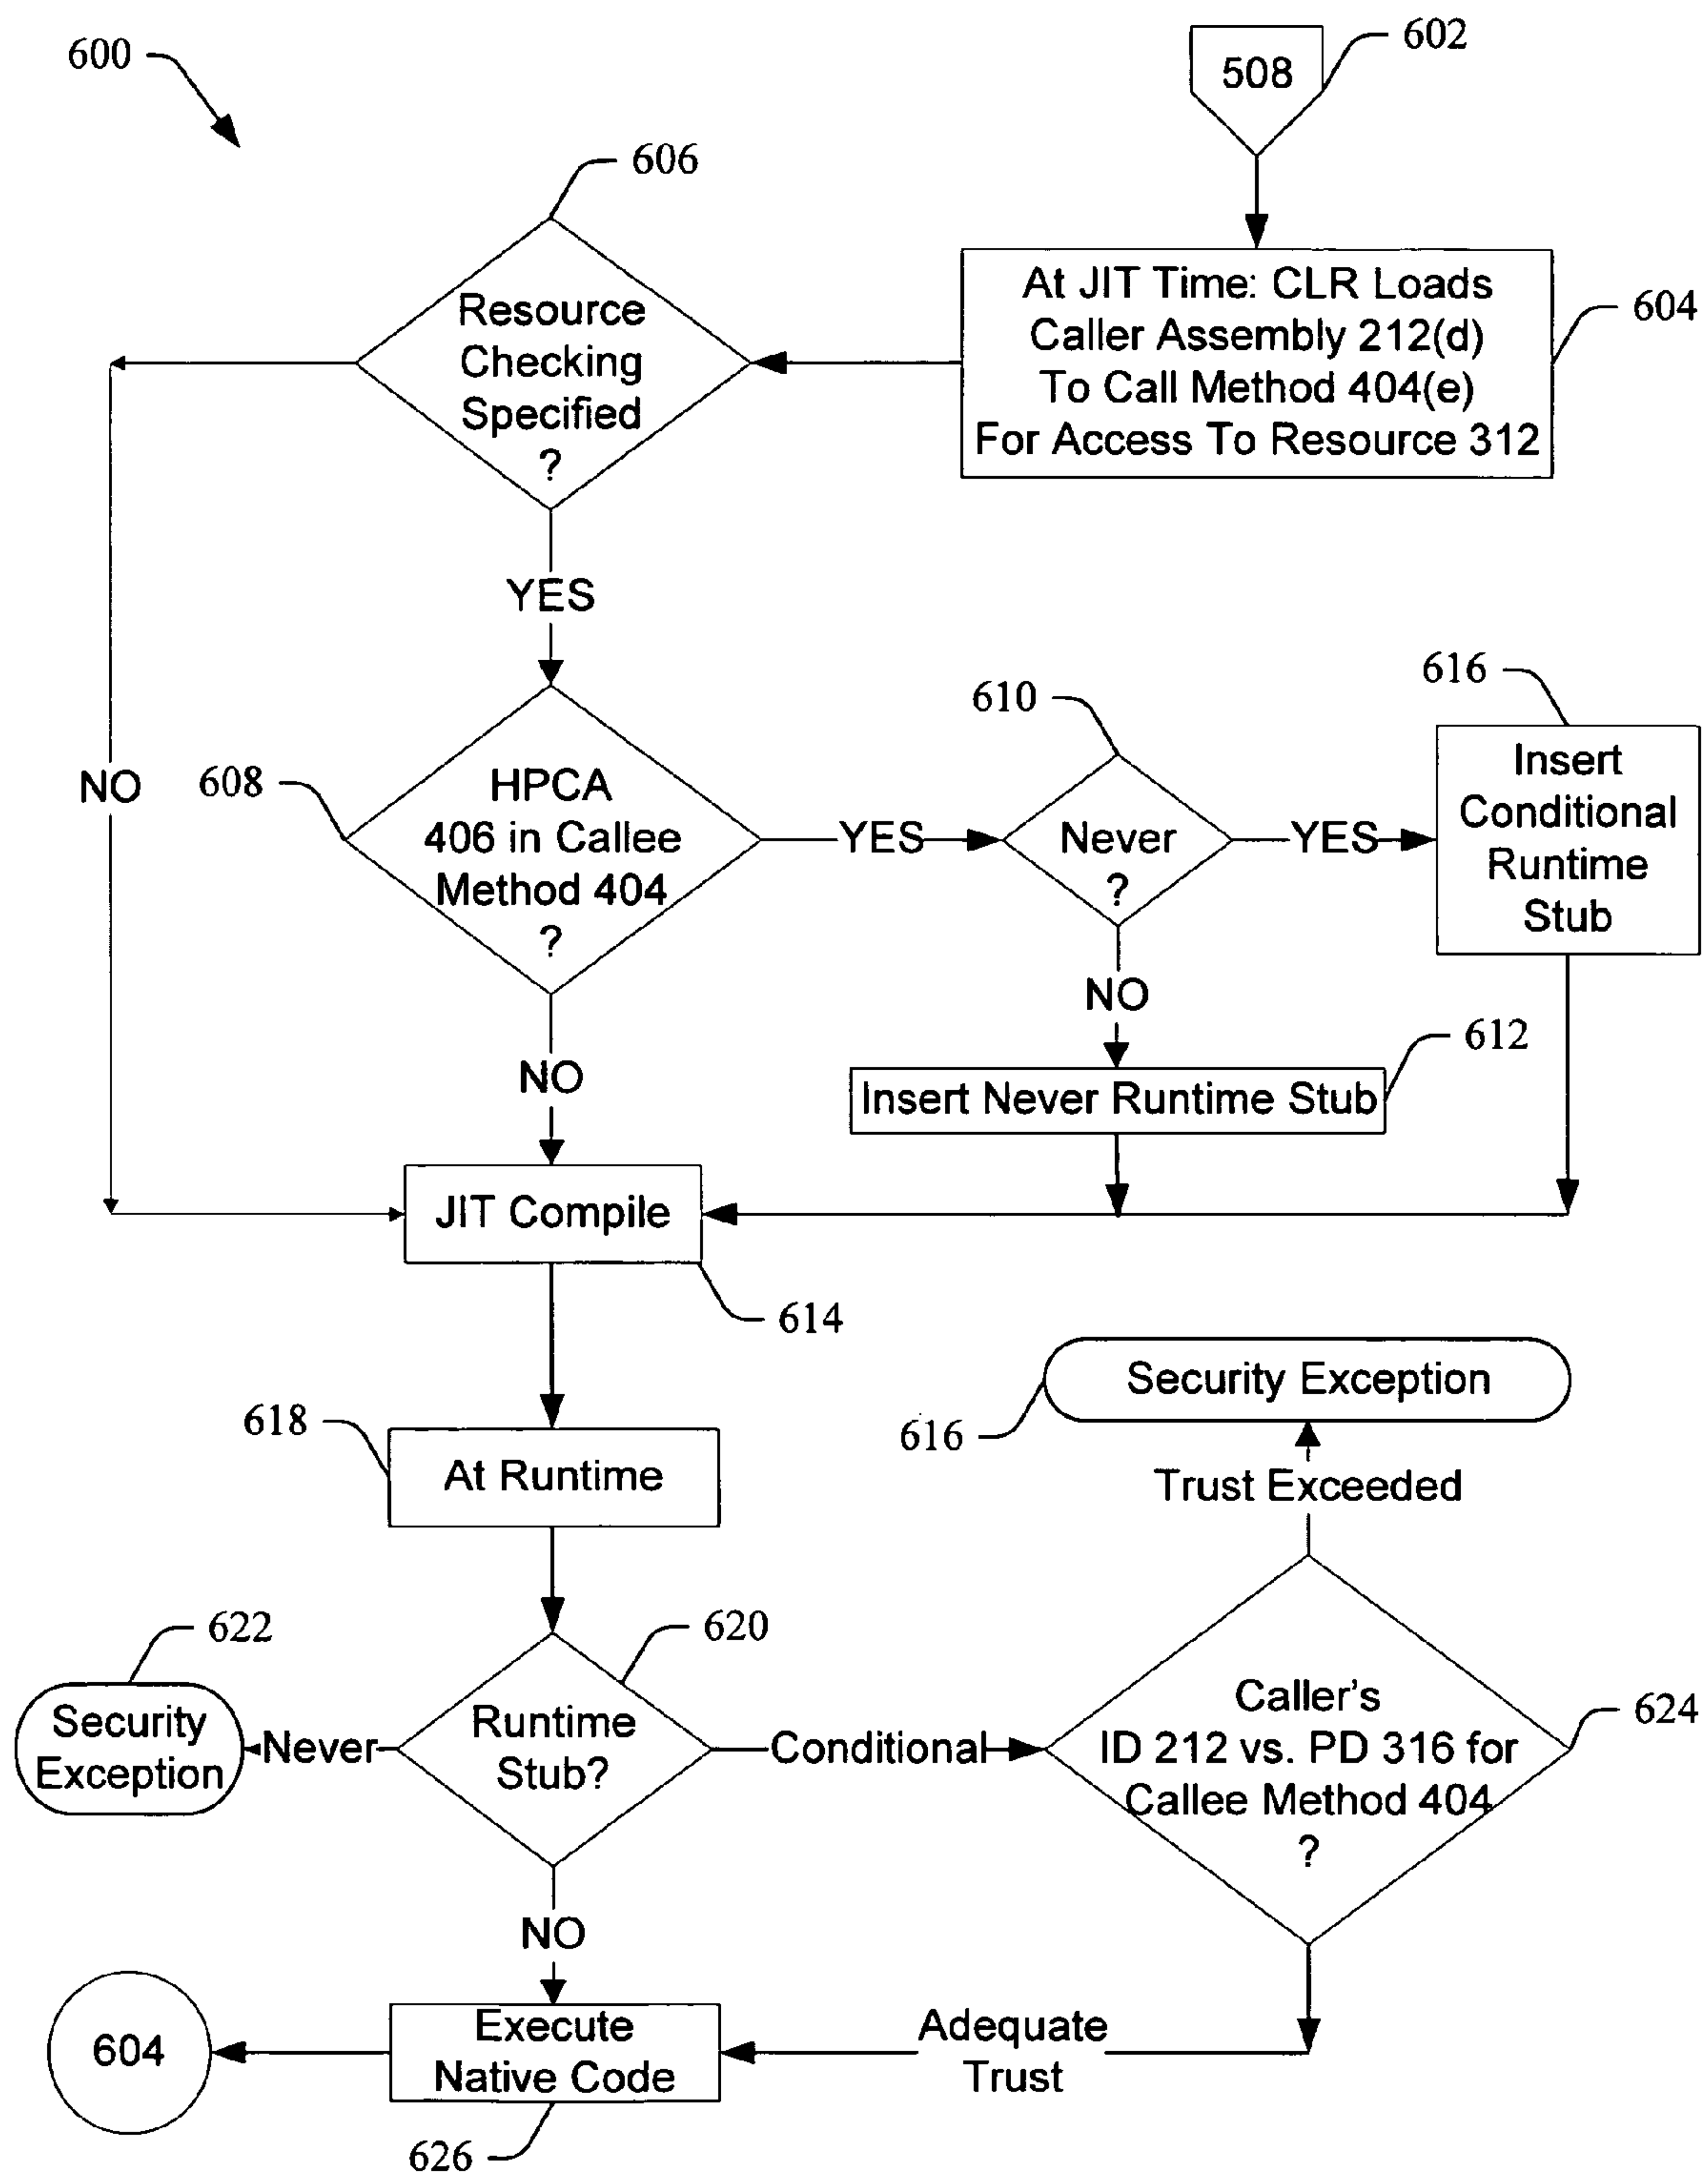 600
508
602
606
At JIT Time: CLR Loads
Caller Assembly 212(d)
To Call Method 404(e)
For Access To Resource 312
604
Resource
Checking
Specified
?
YES
NO
608
HPCA
406 in Callee
Method 404
?
YES
610
Never
?
YES
616
Insert
Conditional
Runtime
Stub
NO
612
Insert Never Runtime Stub
NO
JIT Compile
614
616
Security Exception
Trust Exceeded
618
At Runtime
622
Security
Exception
Never
620
Runtime
Stub?
Conditional
Caller's
ID 212 vs. PD 316 for
Callee Method 404
?
624
NO
604
Execute
Native Code
626
Adequate
Trust